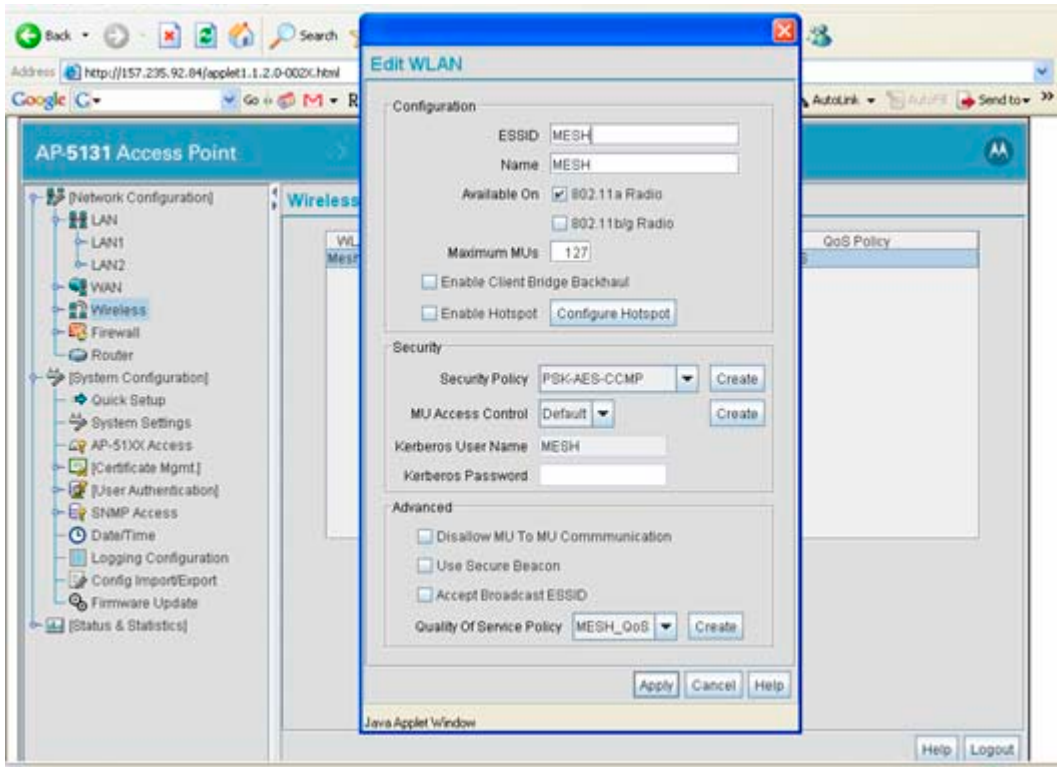 Back
Search
Edit WLAN
Address http://157.235.92.84/applet1.1.2.0-002X.html
Google
Go
AutoLink
AutoFill
Send to
AP-5131 Access Point
[Network Configuration]
LAN
LAN1
LAN2
WAN
Wireless
Firewall
Router
[System Configuration]
Quick Setup
System Settings
AP-51XX Access
[Certificate Mgmt.]
[User Authentication]
SNMP Access
Date/Time
Logging Configuration
Config Import/Export
Firmware Update
[Status & Statistics]
Wireless
QoS Policy
Configuration
ESSID MESH
Name MESH
Available On 802.11a Radio
802.11b/g Radio
Maximum MUs 127
Enable Client Bridge Backhaul
Enable Hotspot Configure Hotspot
Security
Security Policy PSK-AES-CCMP Create
MU Access Control Default Create
Kerberos User Name MESH
Kerberos Password
Advanced
Disallow MU To MU Commmunication
Use Secure Beacon
Accept Broadcast ESSID
Quality Of Service Policy MESH_QoS Create
Apply Cancel Help
Java Applet Window
Help Logout